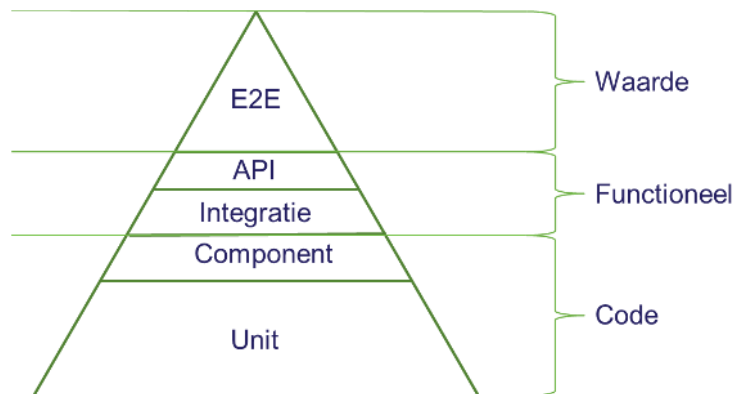 E2E
Waarde
API
Integratie
Functioneel
Component
Unit
Code